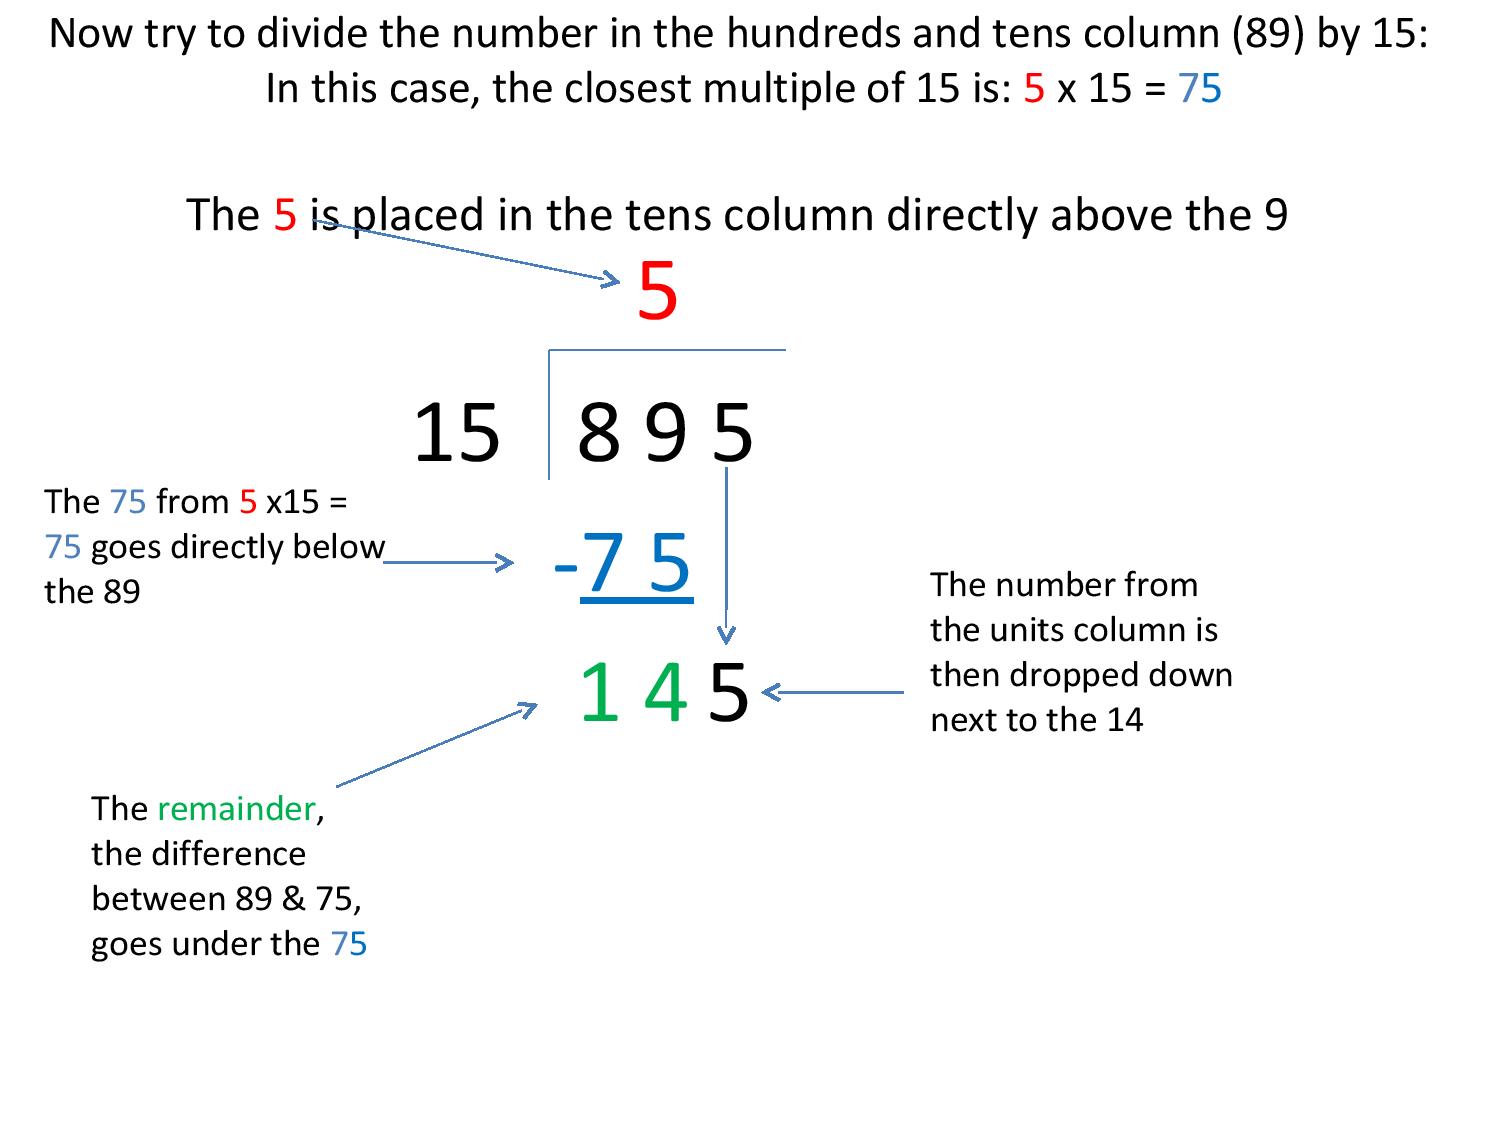 Now try to divide the number in the hundreds and tens column (89) by 15:
In this case, the closest multiple of 15 is: 5 x 15 = 75
The 5 is placed in the tens column directly above the 9
5
15 8 9 5
The 75 from 5 x15 =
75 goes directly below
the 89
-7 5
The number from
the units column is
then dropped down
next to the 14
1 4 5
The remainder,
the difference
between 89 & 75,
goes under the 75